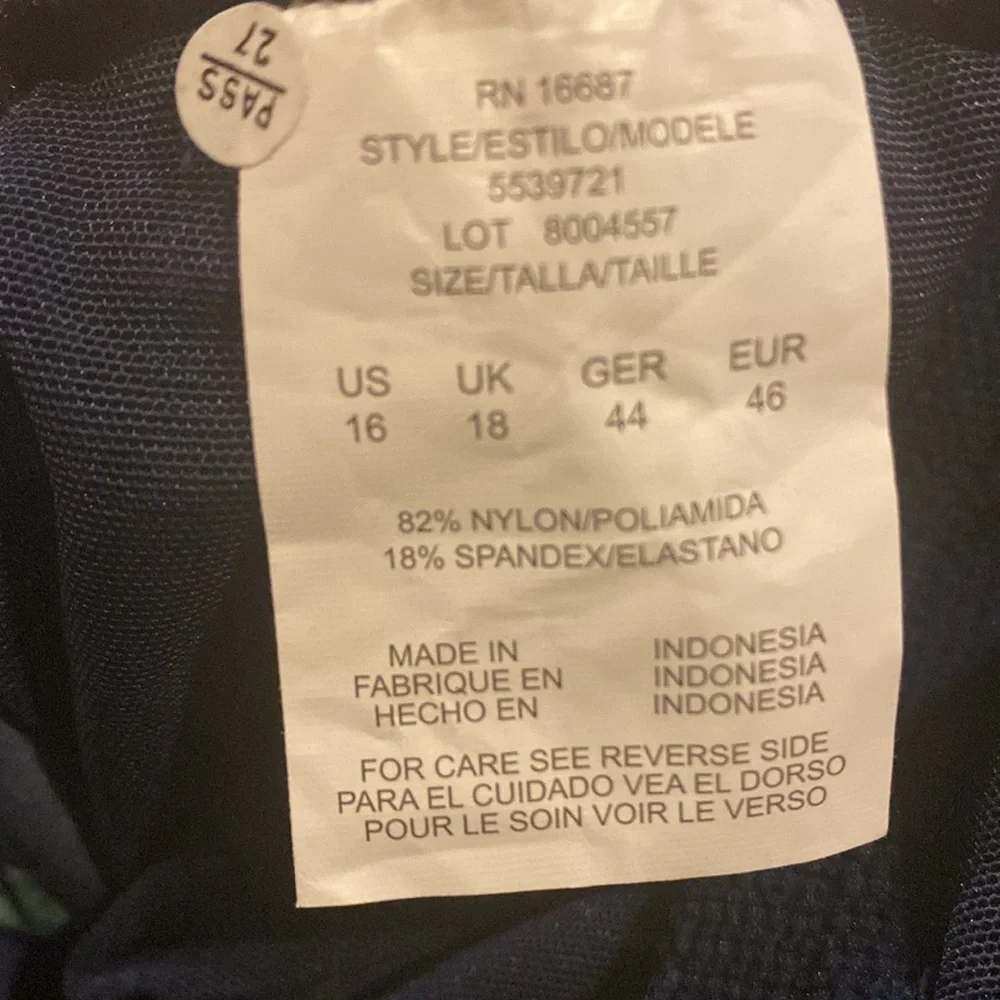 PASS
27
RN 16687
STYLE/ESTILO/MODELE
5539721
LOT 8004557
SIZE/TALLA/TAILLE
US UK GER EUR
16 18 44 46
82% NYLON/POLIAMIDA
18% SPANDEX/ELASTANO
MADE IN INDONESIA
FABRIQUE EN INDONESIA
HECHO EN INDONESIA
FOR CARE SEE REVERSE SIDE
PARA EL CUIDADO VEA EL DORSO
POUR LE SOIN VOIR LE VERSO